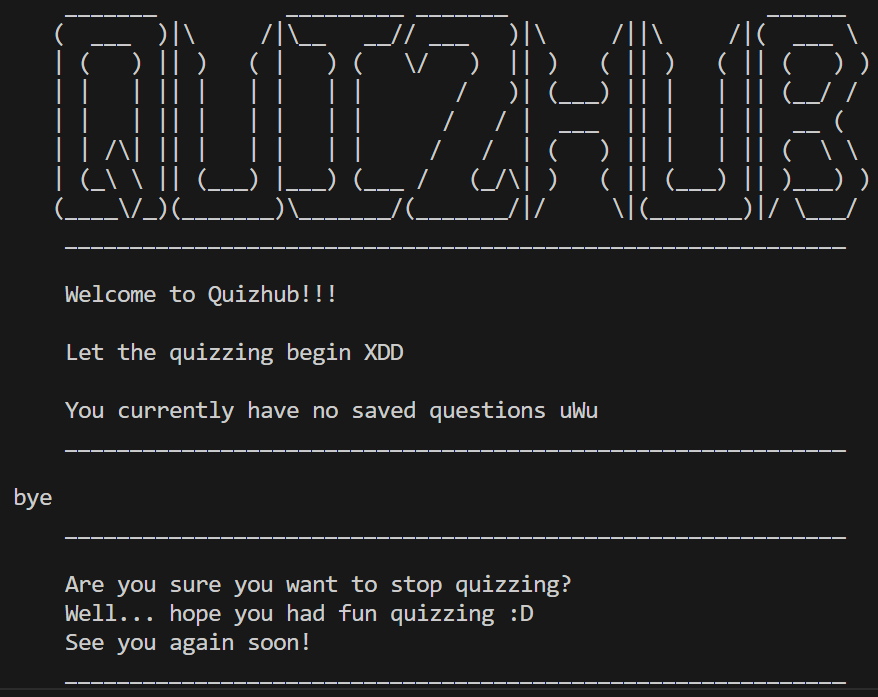 QUIZHUB
Welcome to Quizhub!!!
Let the quizzing begin XDD
You currently have no saved questions uWu
bye
Are you sure you want to stop quizzing?
Well... hope you had fun quizzing :D
See you again soon!